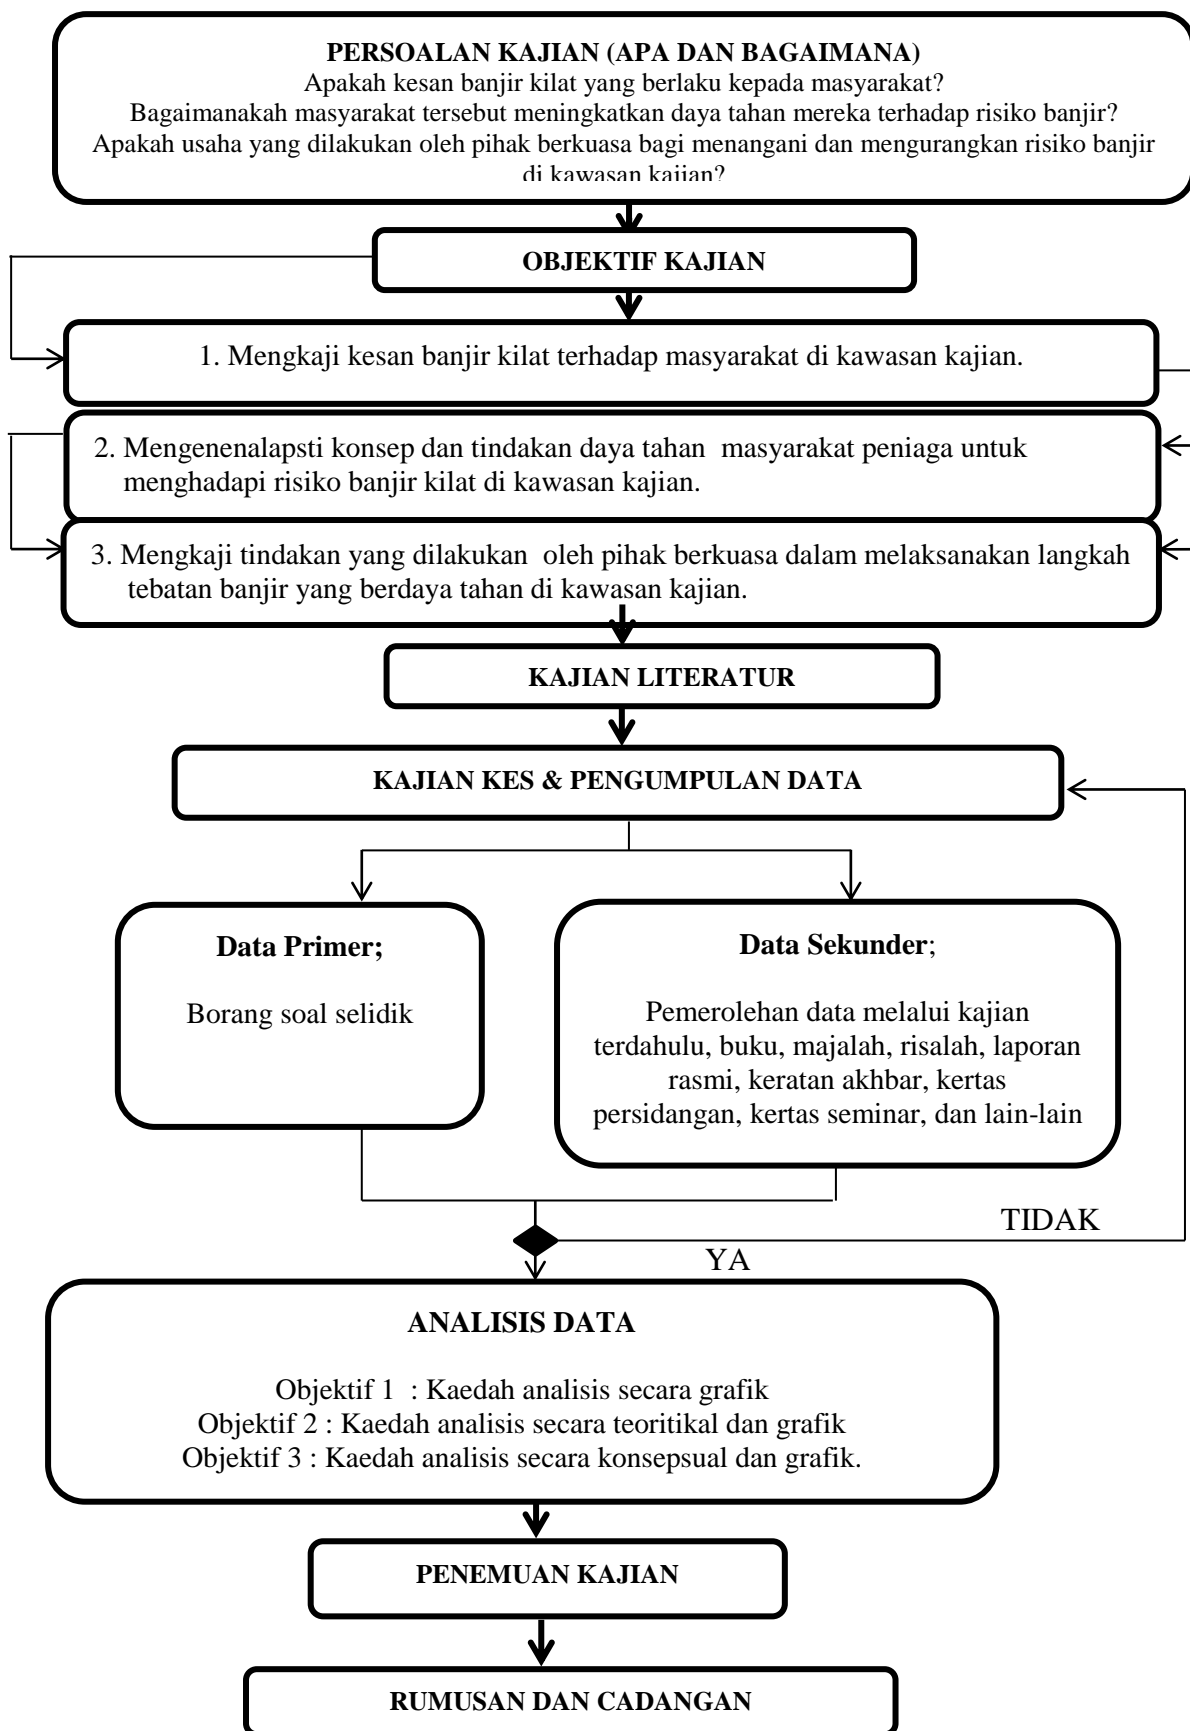 PERSOALAN KAJIAN (APA DAN BAGAIMANA)
Apakah kesan banjir kilat yang berlaku kepada masyarakat?
Bagaimanakah masyarakat tersebut meningkatkan daya tahan mereka terhadap risiko banjir?
Apakah usaha yang dilakukan oleh pihak berkuasa bagi menangani dan mengurangkan risiko banjir
di kawasan kajian?
OBJEKTIF KAJIAN
1. Mengkaji kesan banjir kilat terhadap masyarakat di kawasan kajian.
2. Mengenenalapsti konsep dan tindakan daya tahan masyarakat peniaga untuk
menghadapi risiko banjir kilat di kawasan kajian.
3. Mengkaji tindakan yang dilakukan oleh pihak berkuasa dalam melaksanakan langkah
tebatan banjir yang berdaya tahan di kawasan kajian.
KAJIAN LITERATUR
KAJIAN KES & PENGUMPULAN DATA
Data Primer;
Borang soal selidik
Data Sekunder;
Pemerolehan data melalui kajian
terdahulu, buku, majalah, risalah, laporan
rasmi, keratan akhbar, kertas
persidangan, kertas seminar, dan lain-lain
TIDAK
YA
ANALISIS DATA
Objektif 1 : Kaedah analisis secara grafik
Objektif 2 : Kaedah analisis secara teoritikal dan grafik
Objektif 3 : Kaedah analisis secara konsepsual dan grafik.
PENEMUAN KAJIAN
RUMUSAN DAN CADANGAN